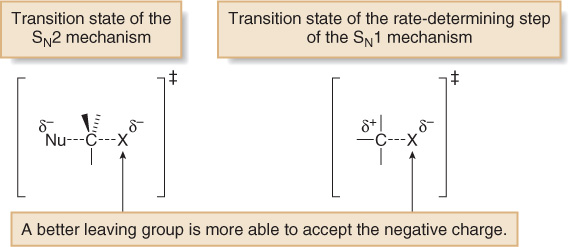 Transition state of the
SN2 mechanism
Transition state of the rate-determining step
of the SN1 mechanism
‡
‡
δ− δ−
Nu---C---X
δ+ δ−
C---X
A better leaving group is more able to accept the negative charge.